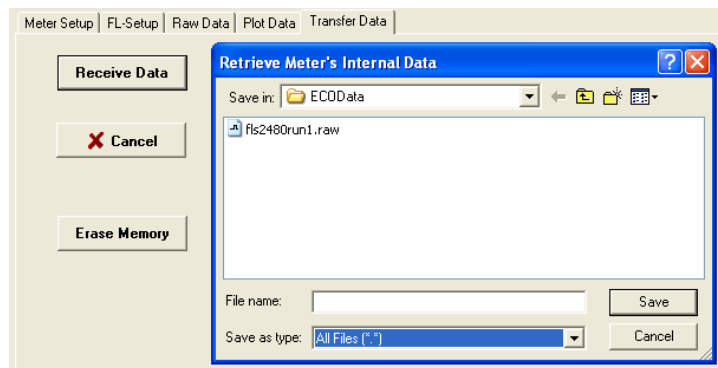 Meter Setup FL-Setup Raw Data Plot Data Transfer Data
Receive Data
Cancel
Erase Memory
Retrieve Meter's Internal Data
Save in: ECOData
fls2480run1.raw
File name: Save
Save as type: All Files (*.*) Cancel